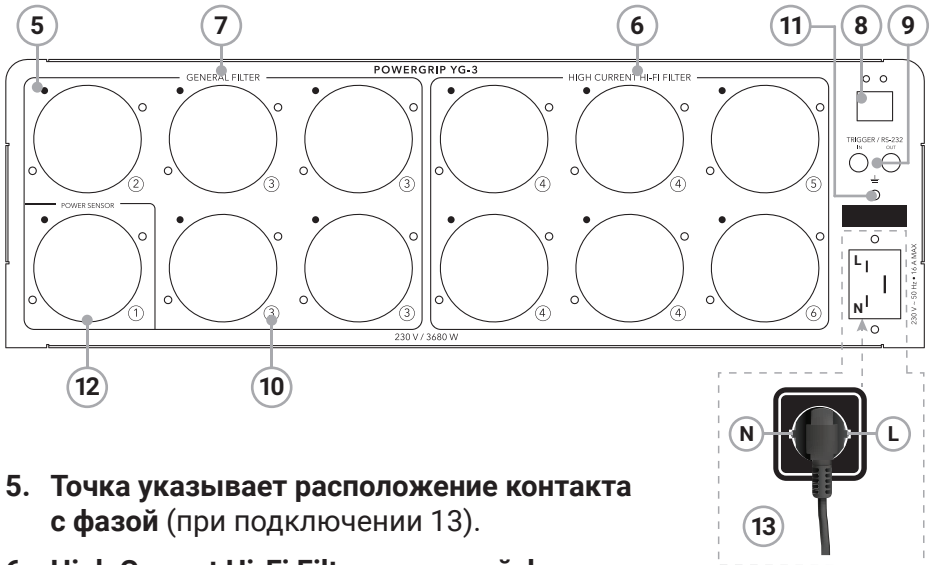 5 7 6 11 8 9
POWERGRIP YG-3
GENERAL FILTER HIGH CURRENT HI-FI FILTER
TRIGGER / RS-232
IN OUT
2 3 3 4 4 5
POWER SENSOR
L
N
230 V ~ 50 Hz • 16 A MAX
1 3 3 4 4 6
230 V / 3680 W
12 10
N L
13
5. Точка указывает расположение контакта
с фазой (при подключении 13).